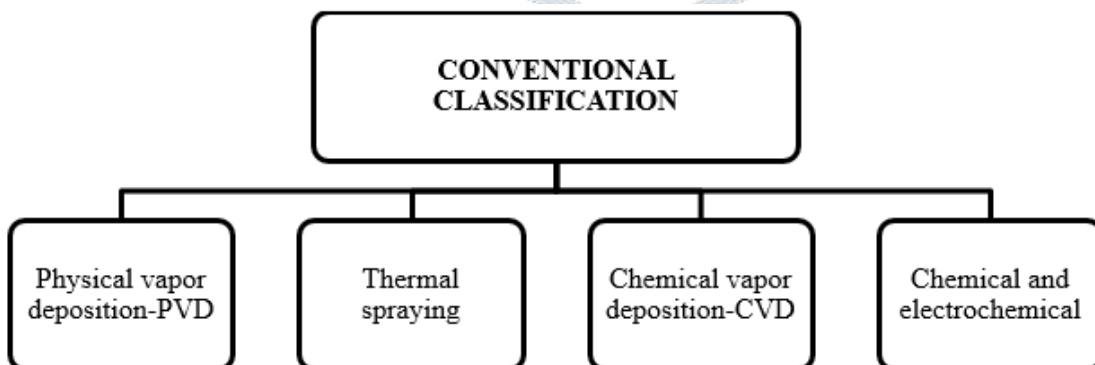 CONVENTIONAL
CLASSIFICATION
Physical vapor
deposition-PVD
Thermal
spraying
Chemical vapor
deposition-CVD
Chemical and
electrochemical